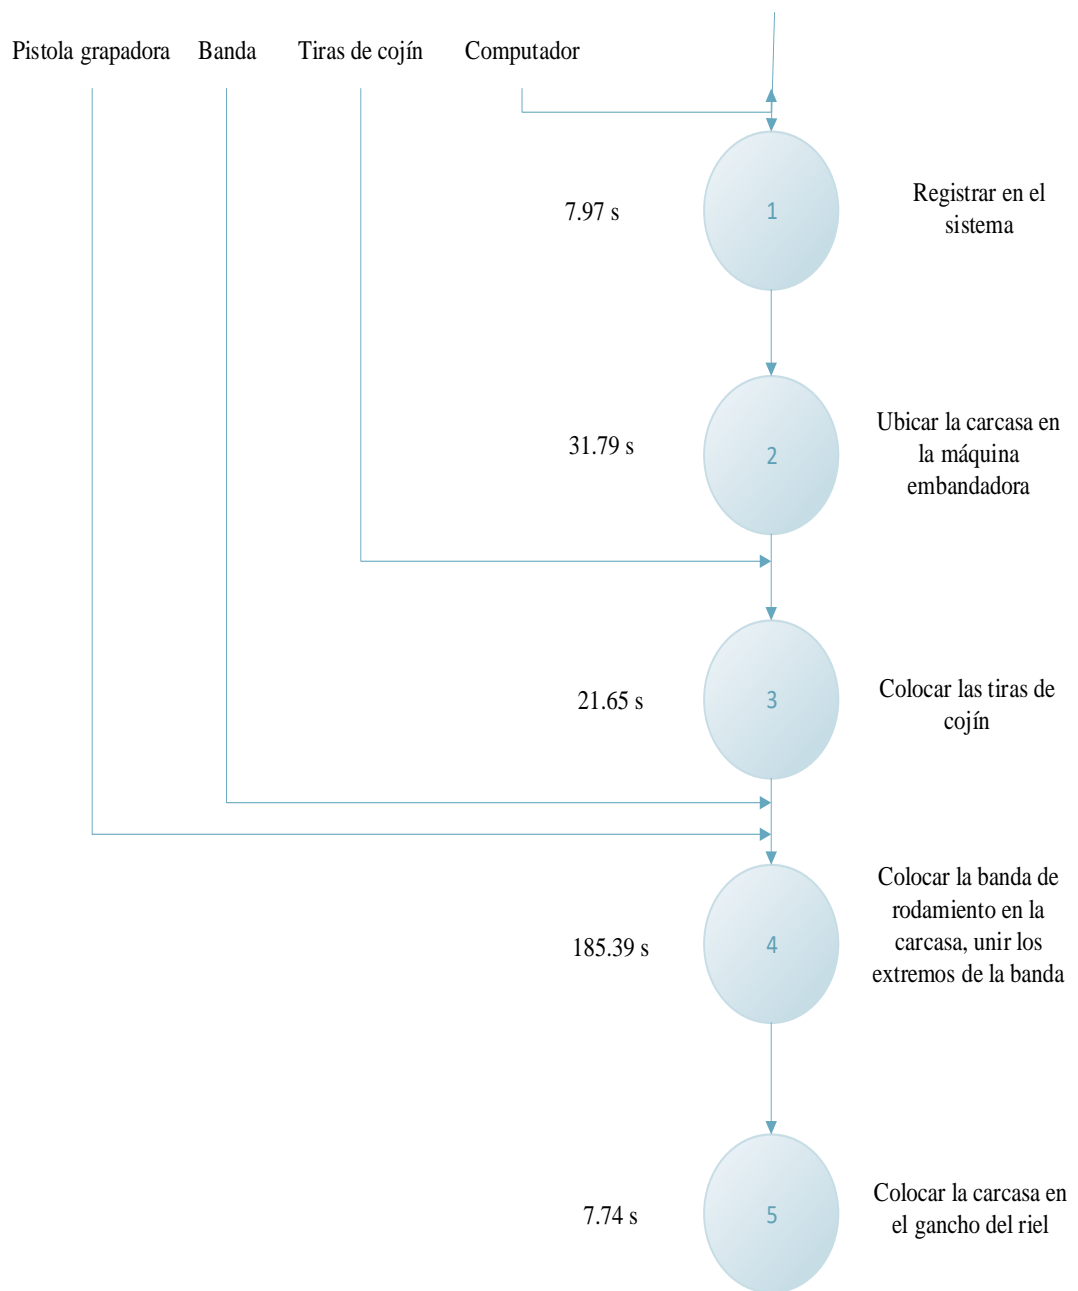 Pistola grapadora
Banda
Tiras de cojín
Computador
7.97 s
1
Registrar en el
sistema
31.79 s
2
Ubicar la carcasa en
la máquina
embandadora
21.65 s
3
Colocar las tiras de
cojín
185.39 s
4
Colocar la banda de
rodamiento en la
carcasa, unir los
extremos de la banda
7.74 s
5
Colocar la carcasa en
el gancho del riel